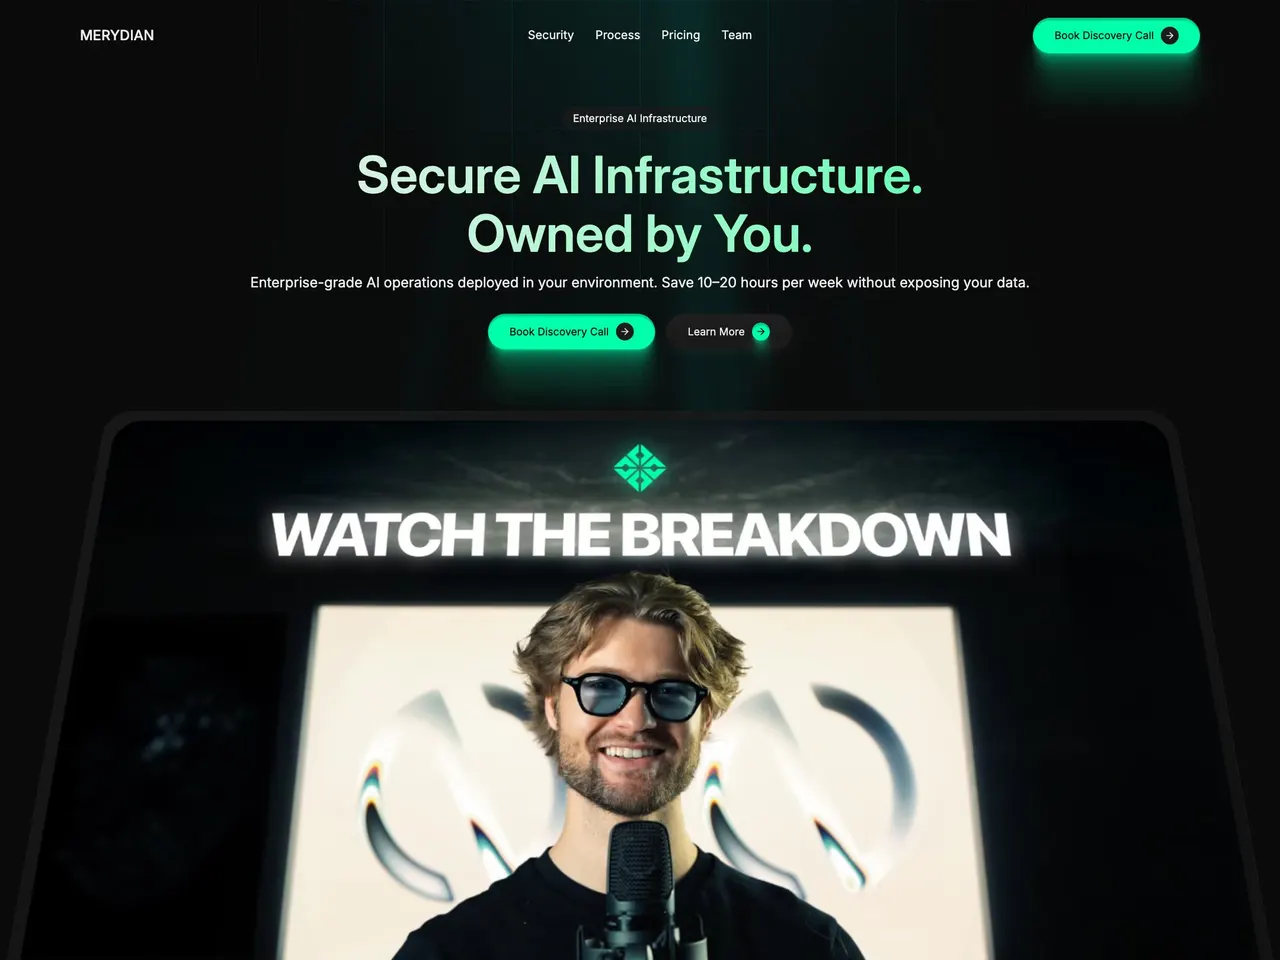 MERYDIAN
Security
Process
Pricing
Team
Book Discovery Call
Enterprise AI Infrastructure
Secure AI Infrastructure.
Owned by You.
Enterprise-grade AI operations deployed in your environment. Save 10–20 hours per week without exposing your data.
Book Discovery Call
Learn More
WATCH THE BREAKDOWN